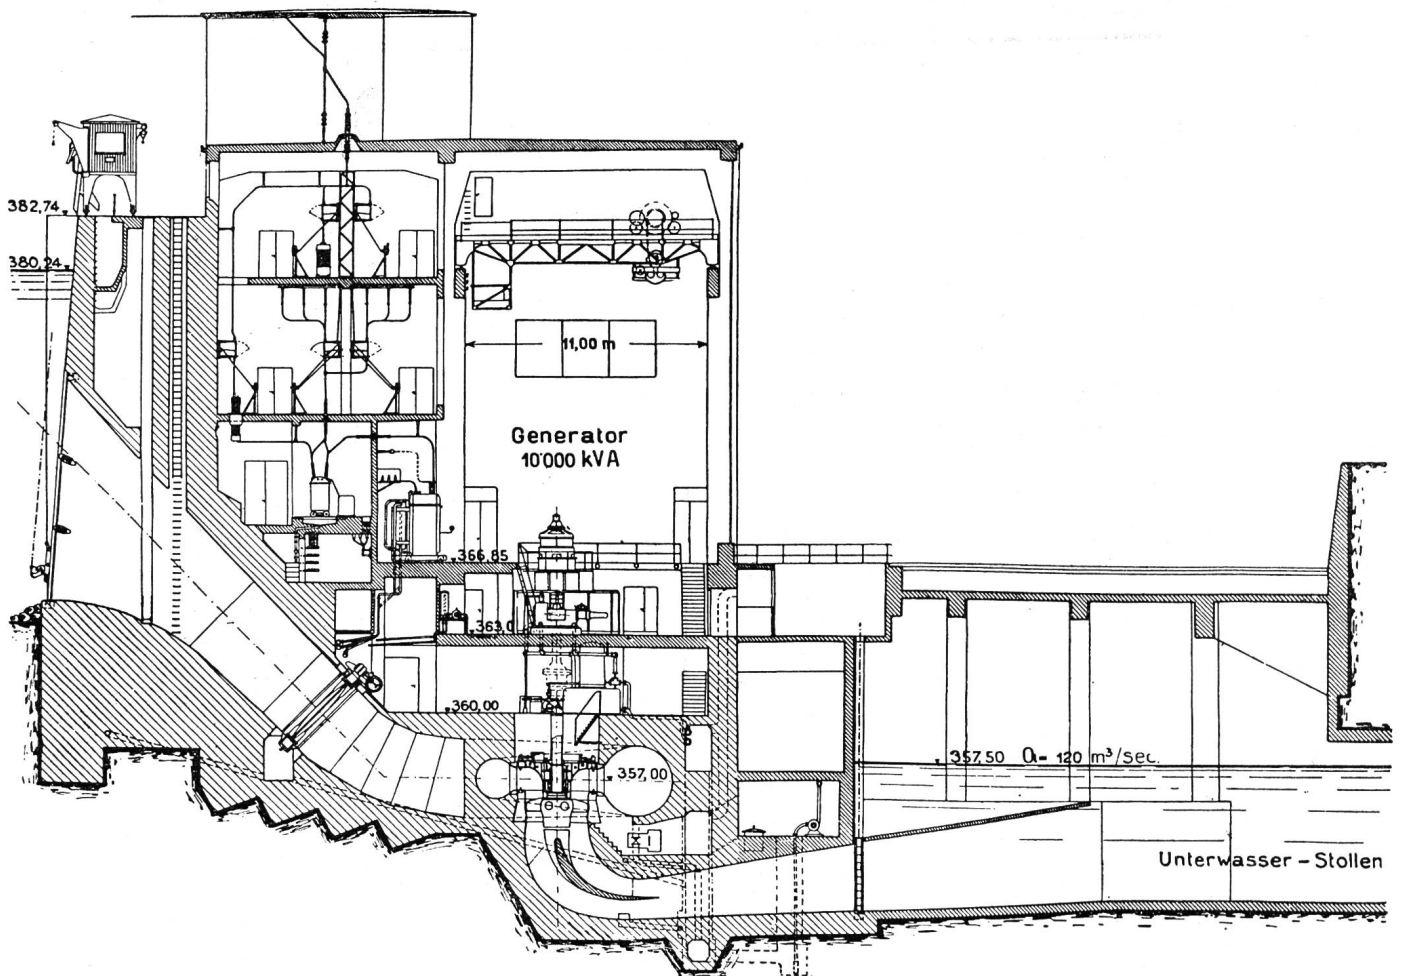 382,74
380,24
11,00 m
Generator
10'000 kVA
366,85
363,0
360,00
357,50 Q= 120 m³/sec.
357,00
Unterwasser – Stollen